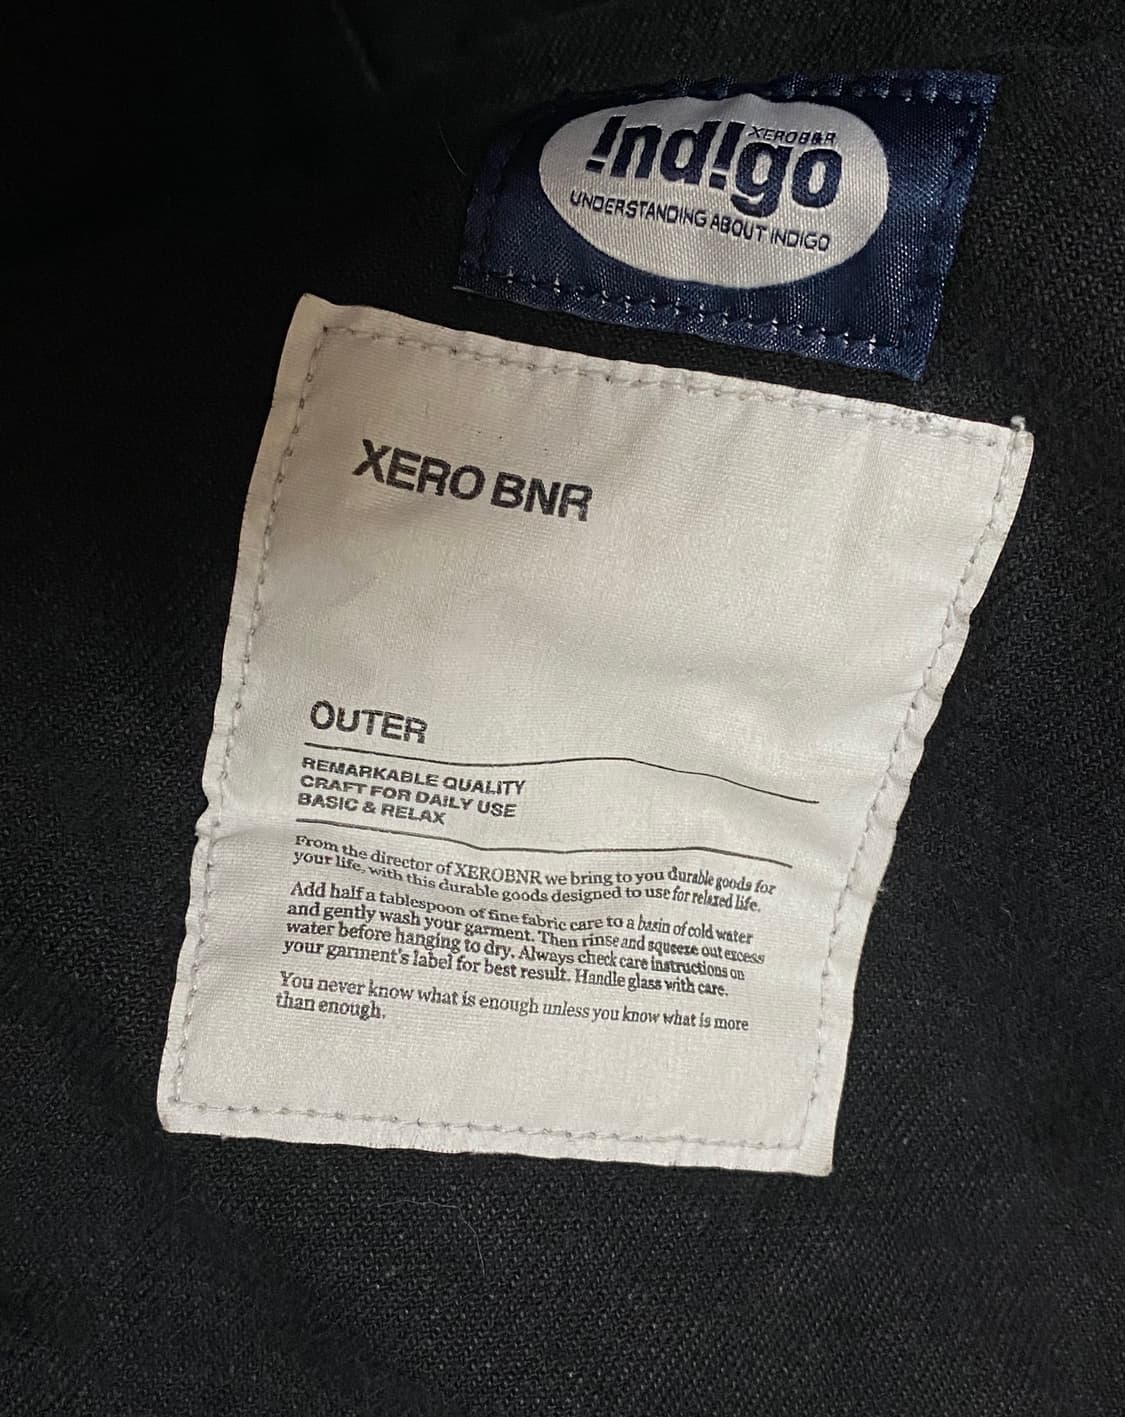 !nd!go
XEROBNR
UNDERSTANDING ABOUT INDIGO
XERO BNR
OUTER
REMARKABLE QUALITY
CRAFT FOR DAILY USE
BASIC & RELAX
From the director of XEROBNR we bring to you durable goods for
your life, with this durable goods designed to use for relaxed life.
Add half a tablespoon of fine fabric care to a basin of cold water
and gently wash your garment. Then rinse and squeeze out excess
water before hanging to dry. Always check care instructions on
your garment's label for best result. Handle glass with care.
You never know what is enough unless you know what is more
than enough.